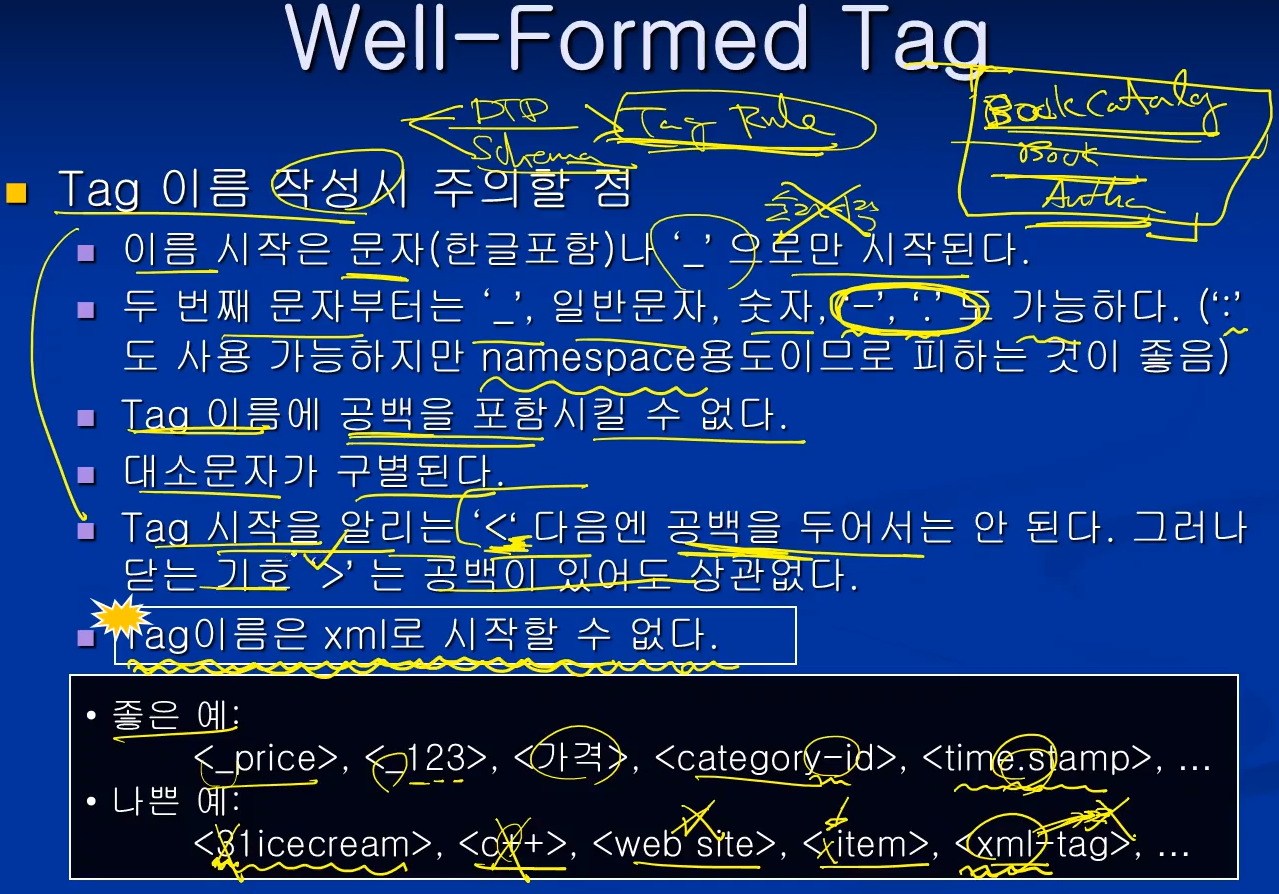 Well-Formed Tag
DTD
Schema
Tag Rule
BookCatalog
Book
Author
Tag 이름 작성시 주의할 점
이름 시작은 문자(한글포함)나 ‘_’ 으로만 시작된다.
두 번째 문자부터는 ‘_’, 일반문자, 숫자, ‘-’, ‘.’ 도 가능하다. (‘:’
도 사용 가능하지만 namespace용도이므로 피하는 것이 좋음)
Tag 이름에 공백을 포함시킬 수 없다.
대소문자가 구별된다.
Tag 시작을 알리는 ‘<‘ 다음엔 공백을 두어서는 안 된다. 그러나
닫는 기호 ‘>’ 는 공백이 있어도 상관없다.
Tag이름은 xml로 시작할 수 없다.
• 좋은 예:
<_price>, <_123>, <가격>, <category-id>, <time.stamp>, ...
• 나쁜 예:
<31icecream>, <c++>, <web site>, < item>, <xml-tag>, ...